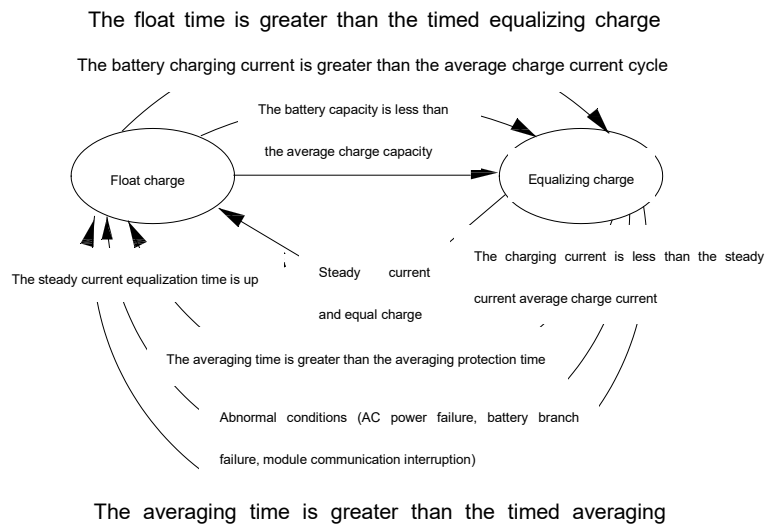 The float time is greater than the timed equalizing charge
The battery charging current is greater than the average charge current cycle
The battery capacity is less than
the average charge capacity
Float charge
Equalizing charge
The charging current is less than the steady
current average charge current
The steady current equalization time is up
Steady current
and equal charge
The averaging time is greater than the averaging protection time
Abnormal conditions (AC power failure, battery branch
failure, module communication interruption)
The averaging time is greater than the timed averaging